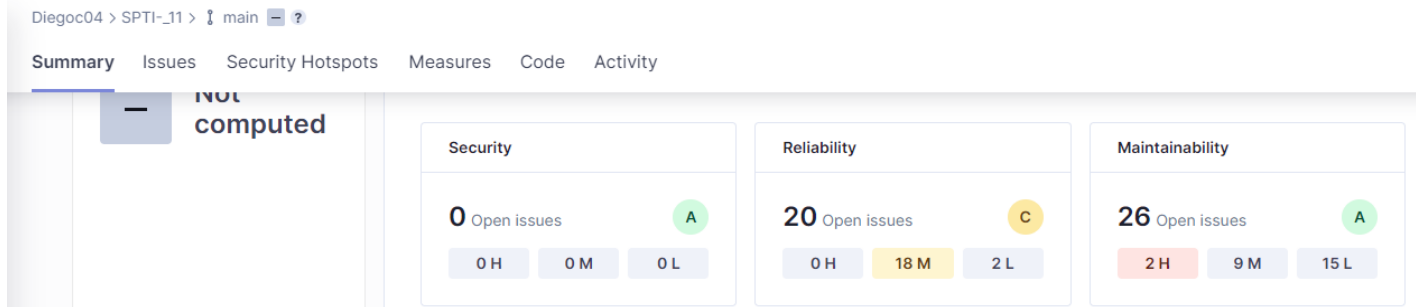 Diegoc04 > SPTI-_11 > main – ?
Summary Issues Security Hotspots Measures Code Activity
– Not
computed
Security
0 Open issues A
0 H 0 M 0 L
Reliability
20 Open issues C
0 H 18 M 2 L
Maintainability
26 Open issues A
2 H 9 M 15 L